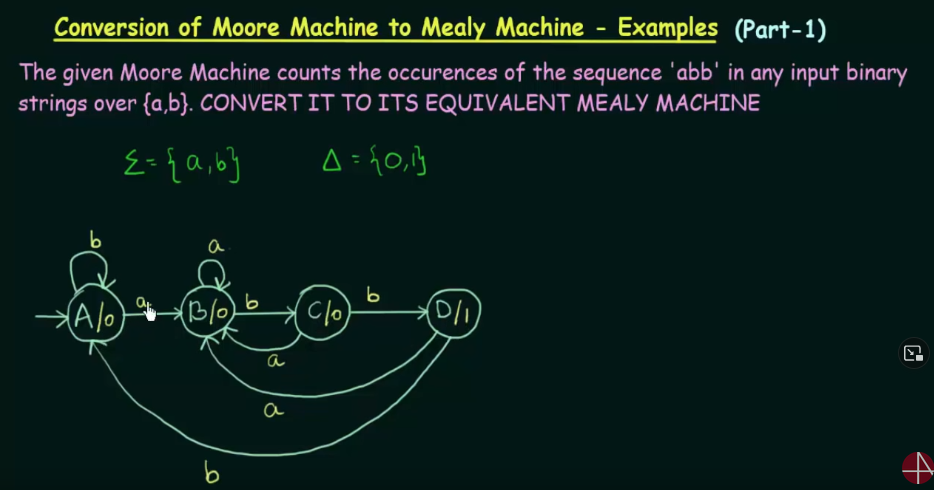 Conversion of Moore Machine to Mealy Machine - Examples (Part-1)
The given Moore Machine counts the occurences of the sequence 'abb' in any input binary
strings over {a,b}. CONVERT IT TO ITS EQUIVALENT MEALY MACHINE
Σ = {a,b} Δ = {0,1}
b a
a b b
A/0 B/0 C/0 D/1
a
a
b